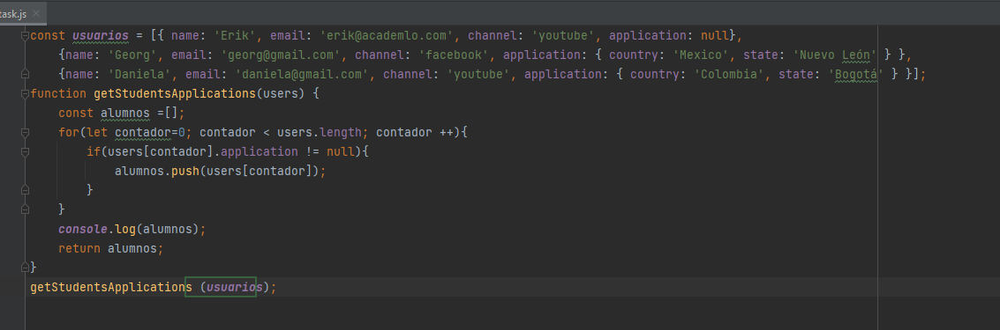 task.js
const usuarios = [{ name: 'Erik', email: 'erik@academlo.com', channel: 'youtube', application: null},
{name: 'Georg', email: 'georg@gmail.com', channel: 'facebook', application: { country: 'Mexico', state: 'Nuevo León' } },
{name: 'Daniela', email: 'daniela@gmail.com', channel: 'youtube', application: { country: 'Colombia', state: 'Bogotá' } }];
function getStudentsApplications(users) {
const alumnos =[];
for(let contador=0; contador < users.length; contador ++){
if(users[contador].application != null){
alumnos.push(users[contador]);
}
}
console.log(alumnos);
return alumnos;
}
getStudentsApplications (usuarios);